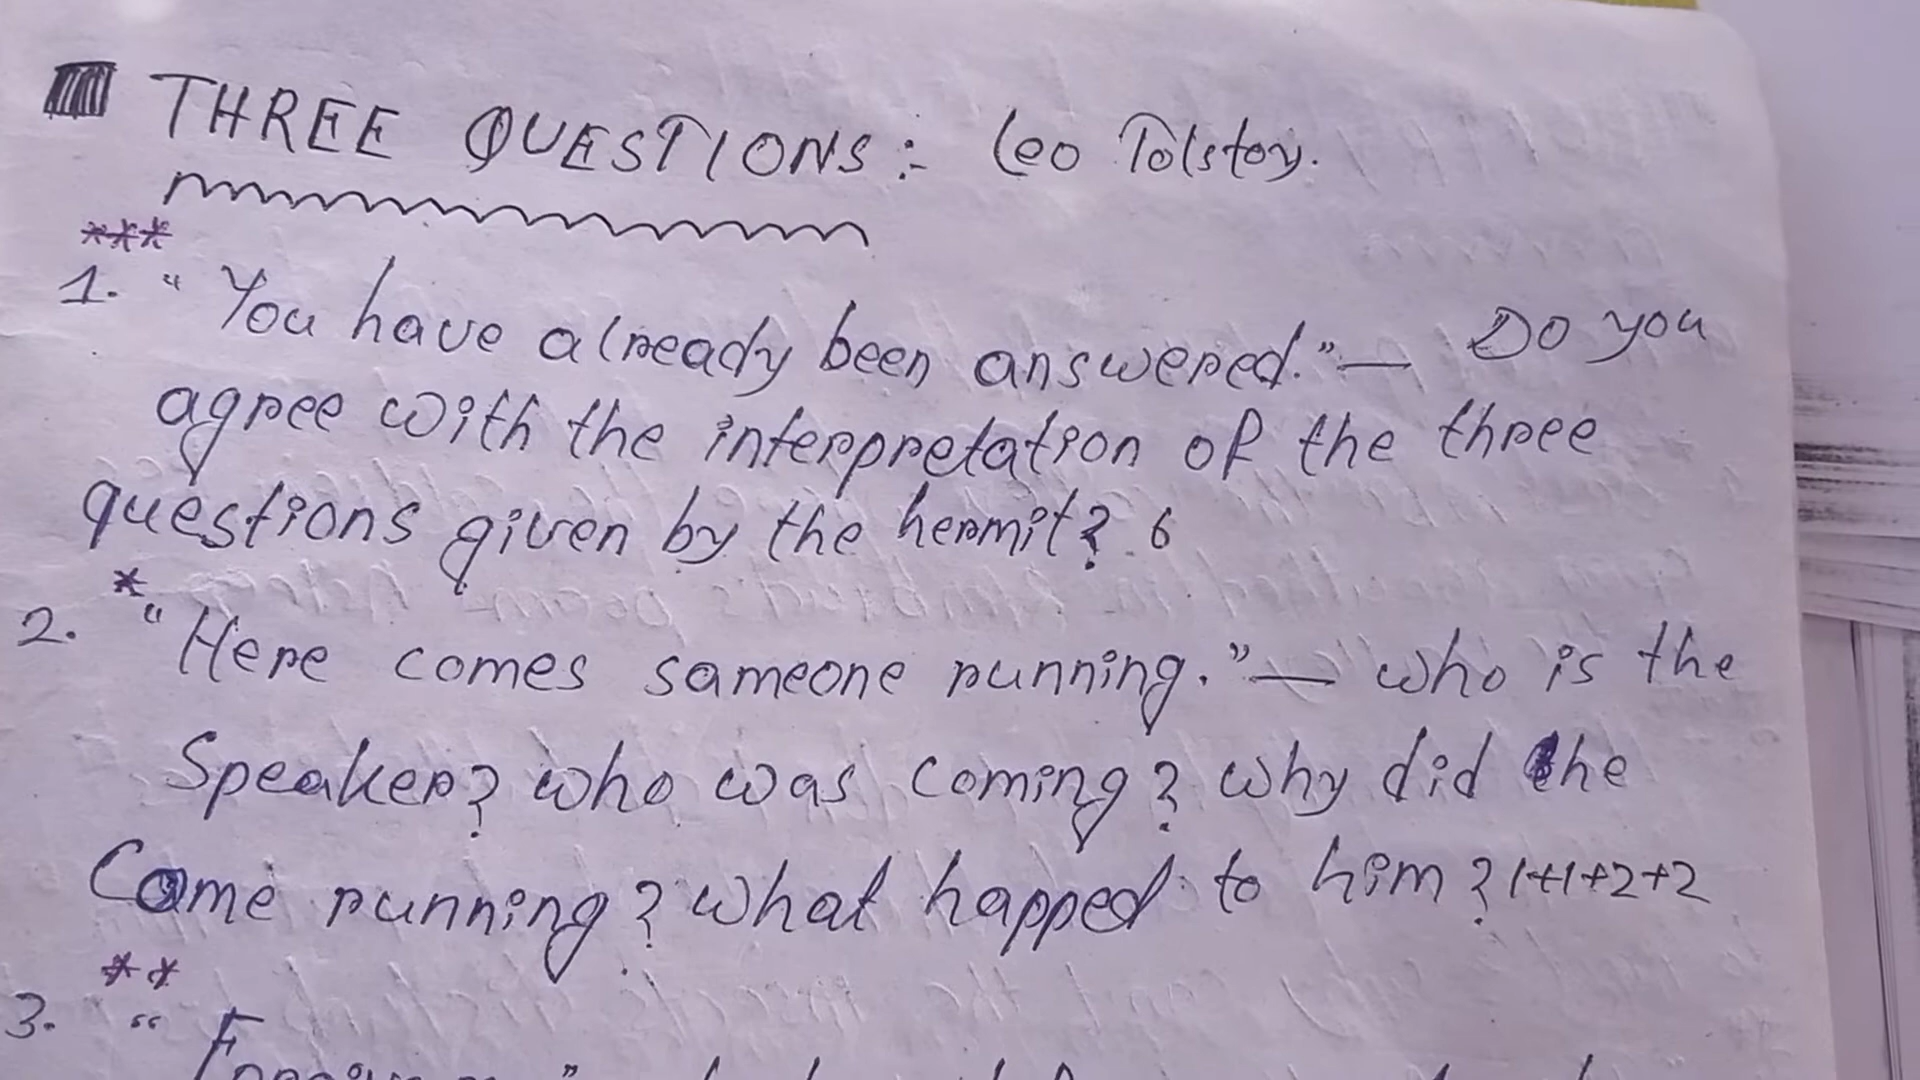 THREE QUESTIONS:- Leo Tolstoy.
***
1. "You have already been answered."— Do you
agree with the interpretation of the three
questions given by the hermit? 6
*
2. "Here comes sameone running."— who is the
Speaker? who was coming? why did the
Came running? what happed to him? 1+1+2+2
**
3. "